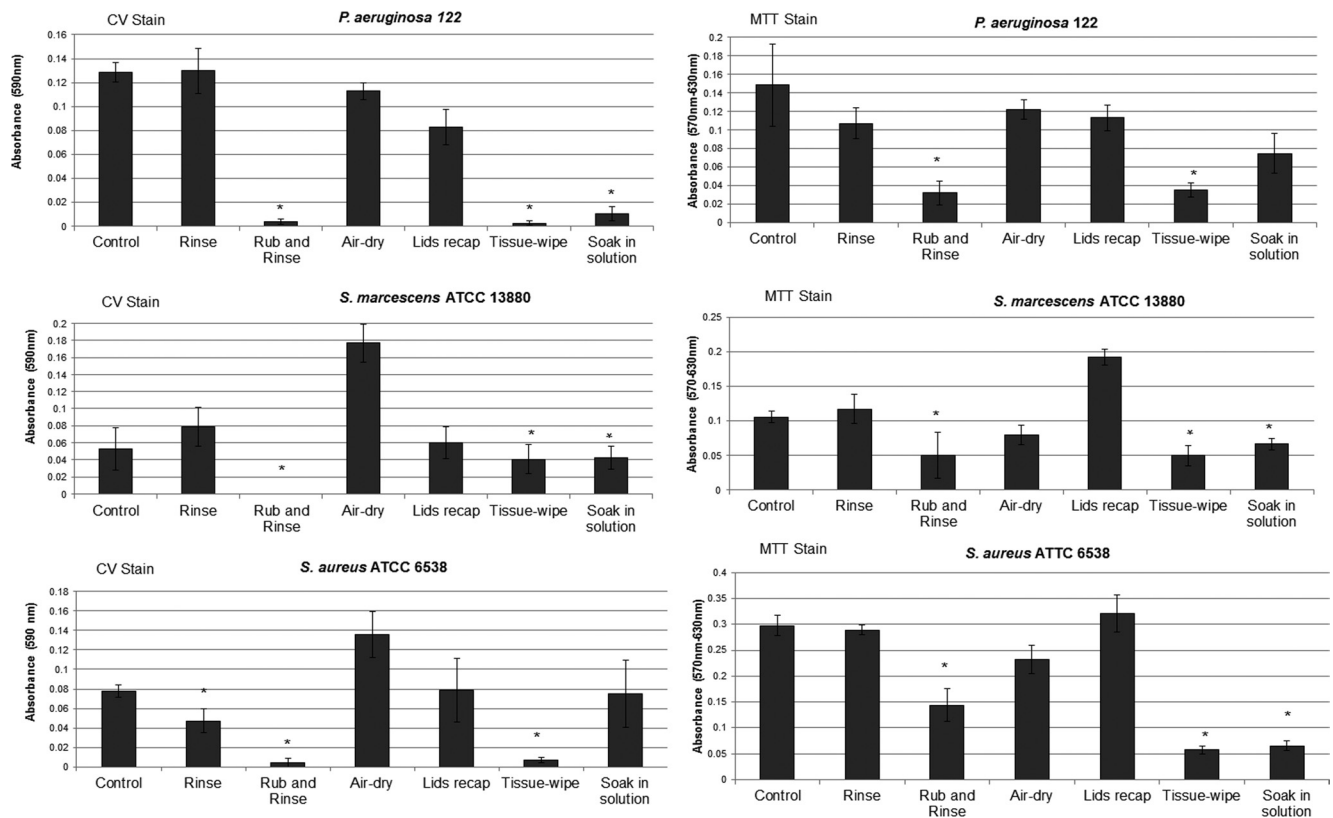 CV Stain
P. aeruginosa 122
Absorbance (590nm)
0.16
0.14
0.12
0.1
0.08
0.06
0.04
0.02
0
*
*
*
Control Rinse Rub and Air-dry Lids recap Tissue-wipe Soak in
Rinse solution
MTT Stain
P. aeruginosa 122
Absorbance (570nm-630nm)
0.2
0.18
0.16
0.14
0.12
0.1
0.08
0.06
0.04
0.02
0
*
*
Control Rinse Rub and Air-dry Lids recap Tissue-wipe Soak in
Rinse solution
CV Stain
S. marcescens ATCC 13880
Absorbance (590nm)
0.2
0.18
0.16
0.14
0.12
0.1
0.08
0.06
0.04
0.02
0
*
*
*
Control Rinse Rub and Air-dry Lids recap Tissue-wipe Soak in
Rinse solution
MTT Stain
S. marcescens ATCC 13880
Absorbance (570-630nm)
0.25
0.2
0.15
0.1
0.05
0
*
*
*
Control Rinse Rub and Air-dry Lids recap Tissue-wipe Soak in
Rinse solution
CV Stain
S. aureus ATCC 6538
Absorbance (590 nm)
0.18
0.16
0.14
0.12
0.1
0.08
0.06
0.04
0.02
0
*
*
*
Control Rinse Rub and Air-dry Lids recap Tissue-wipe Soak in
Rinse solution
MTT Stain
S. aureus ATTC 6538
Absorbance (570nm-630nm)
0.4
0.35
0.3
0.25
0.2
0.15
0.1
0.05
0
*
*
*
Control Rinse Rub and Air-dry Lids recap Tissue-wipe Soak in
Rinse solution